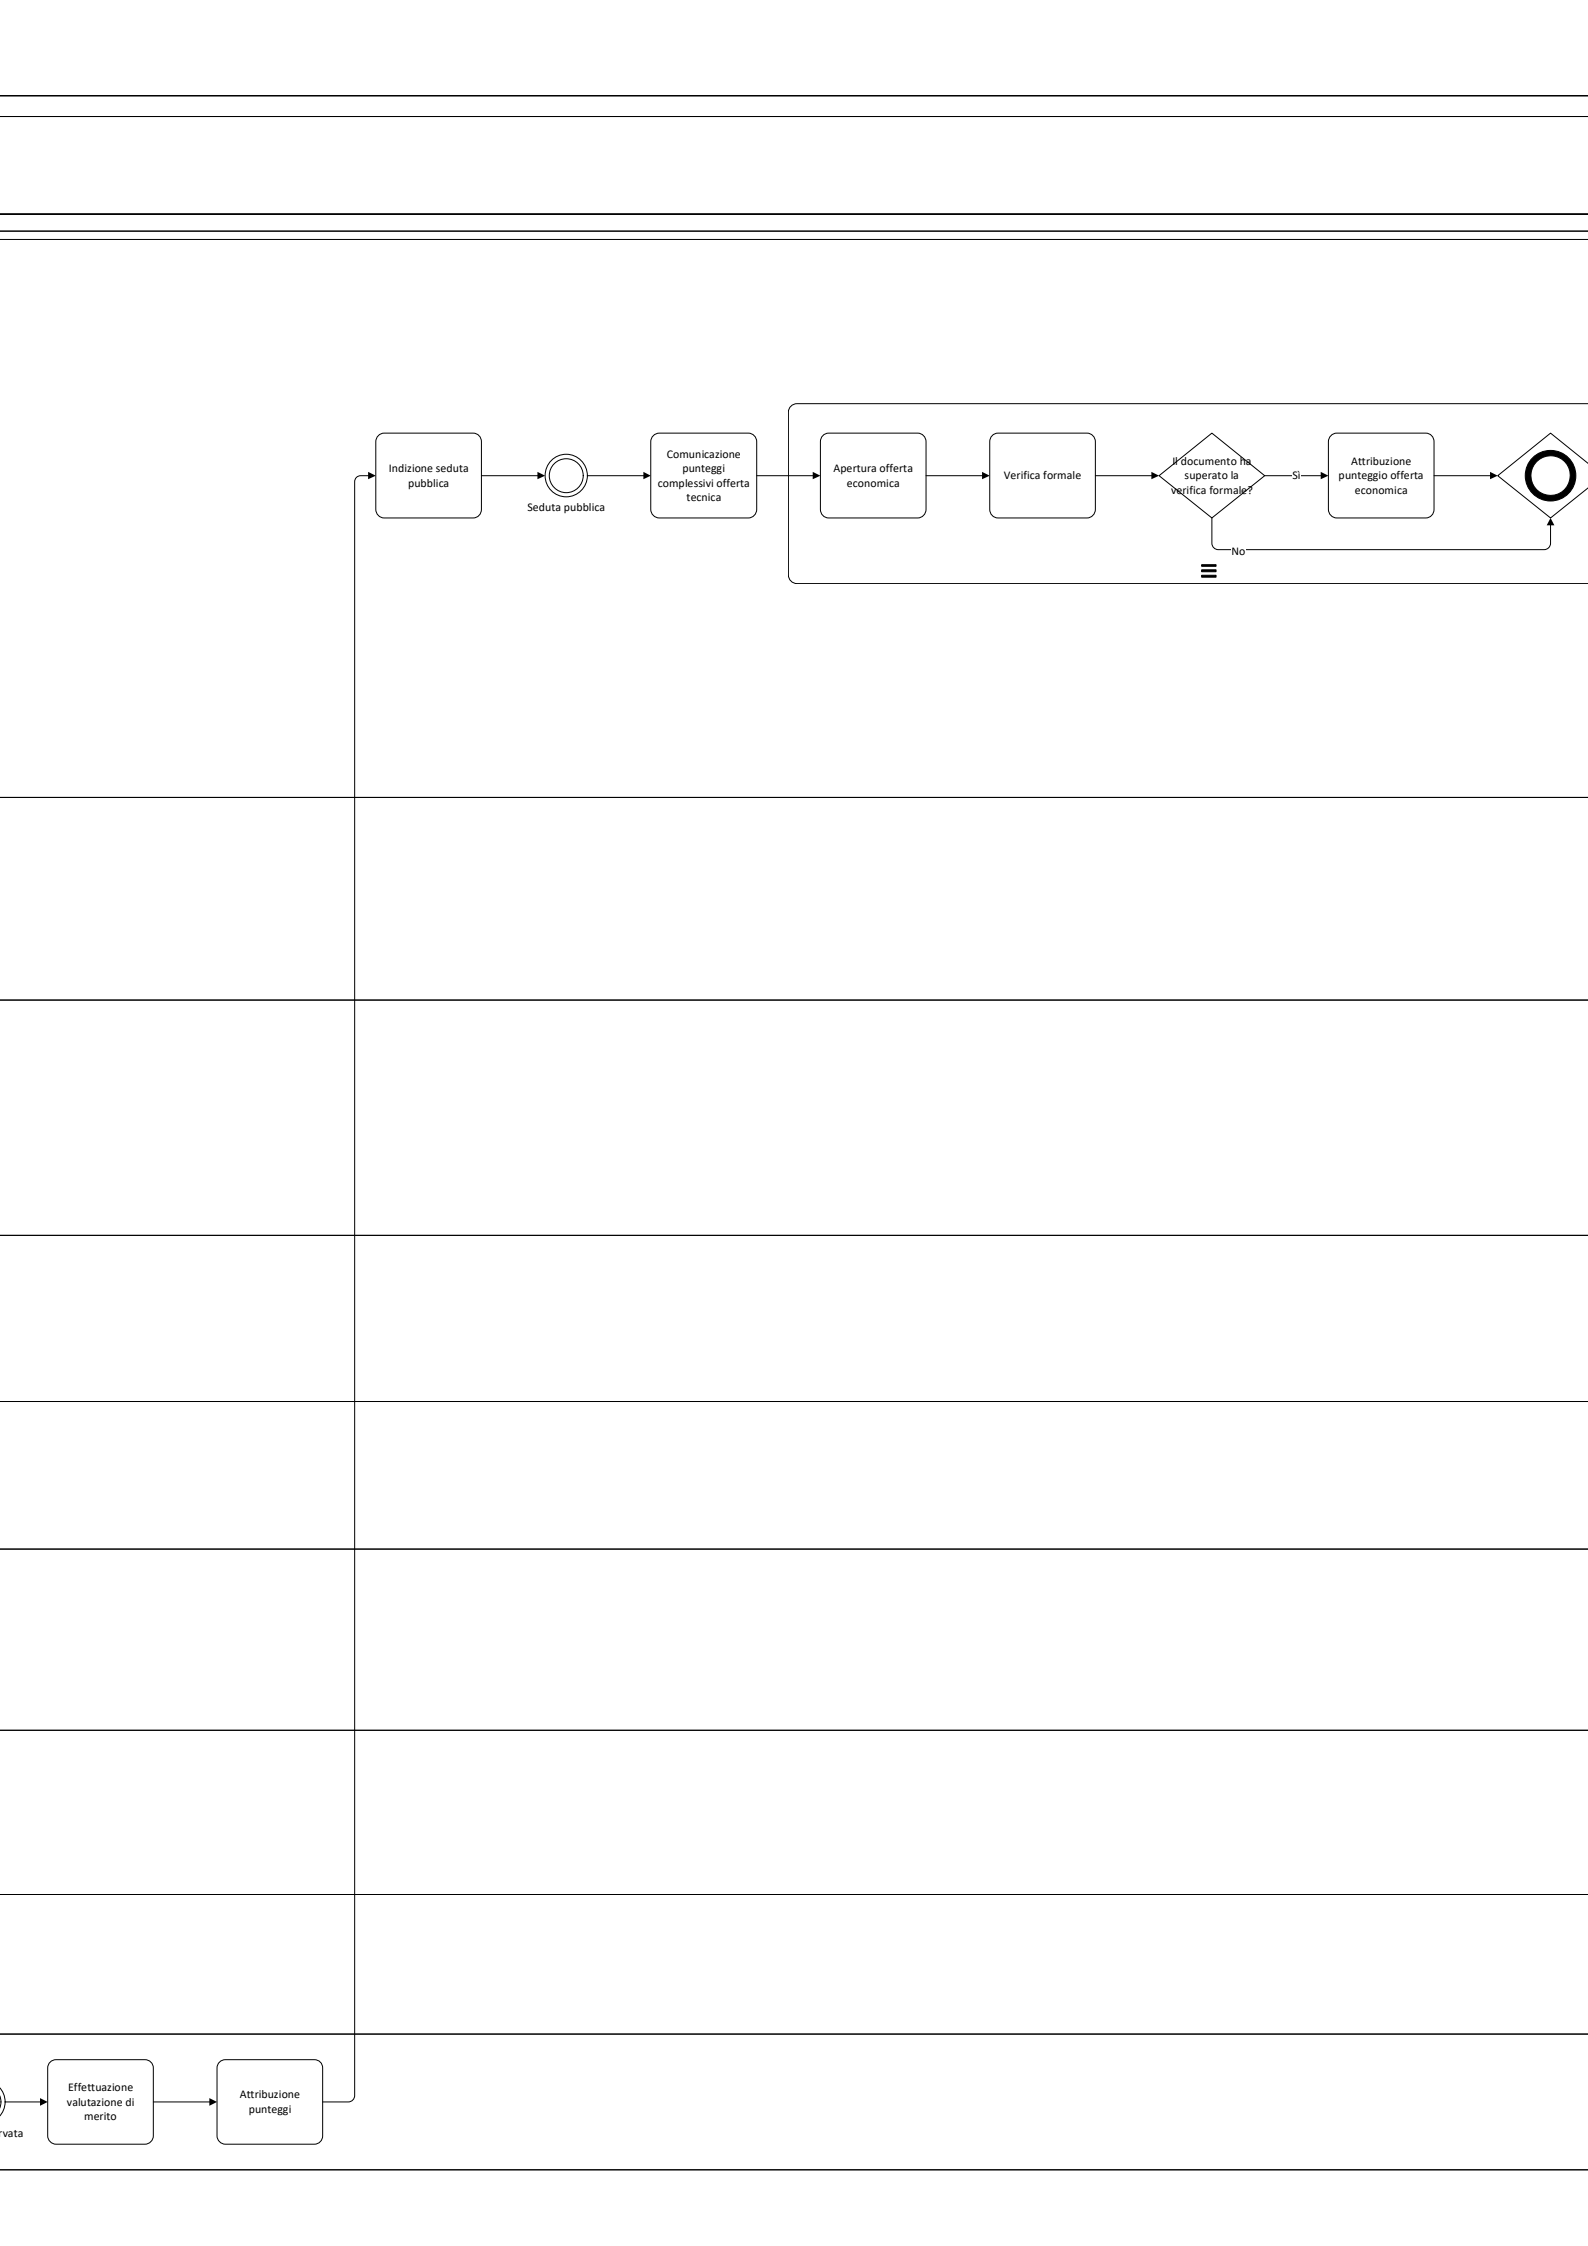 Indizione seduta
pubblica
Seduta pubblica
Comunicazione
punteggi
complessivi offerta
tecnica
Apertura offerta
economica
Verifica formale
Il documento ha
superato la
verifica formale?
Sì
No
Attribuzione
punteggio offerta
economica
rvata
Effettuazione
valutazione di
merito
Attribuzione
punteggi